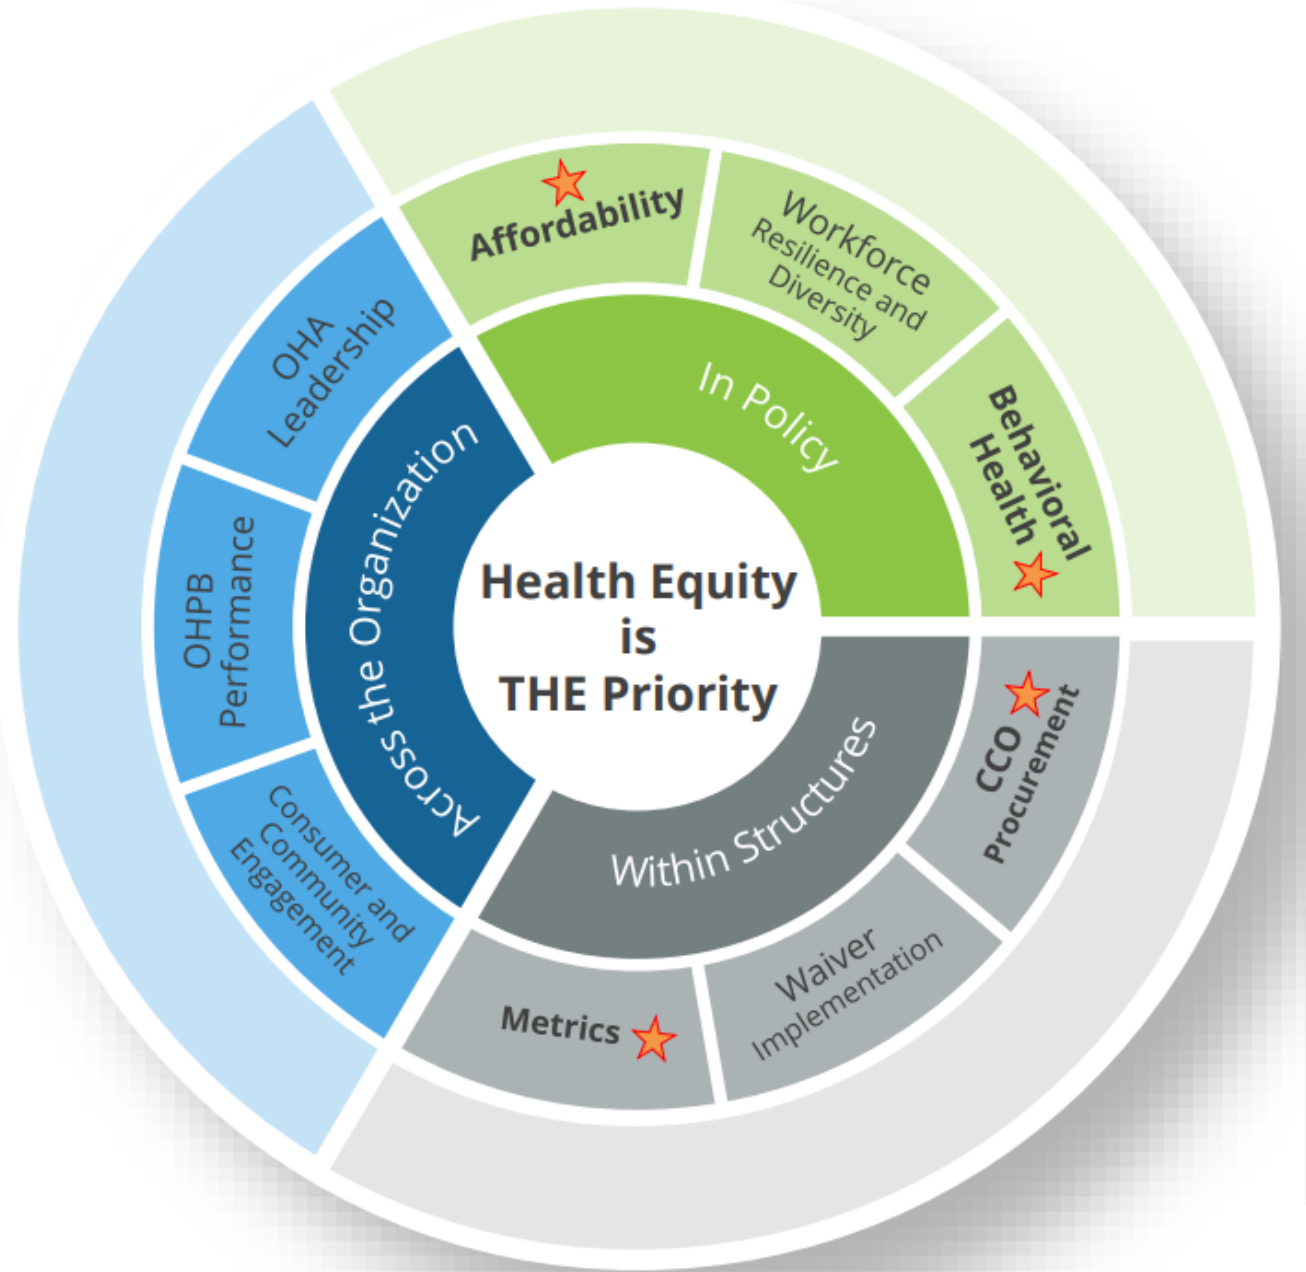 Health Equity
is
THE Priority
In Policy
Affordability
Workforce
Resilience and
Diversity
Behavioral
Health
Within Structures
CCO
Procurement
Waiver
Implementation
Metrics
Across the Organization
Consumer and
Community
Engagement
OHPB
Performance
OHA
Leadership